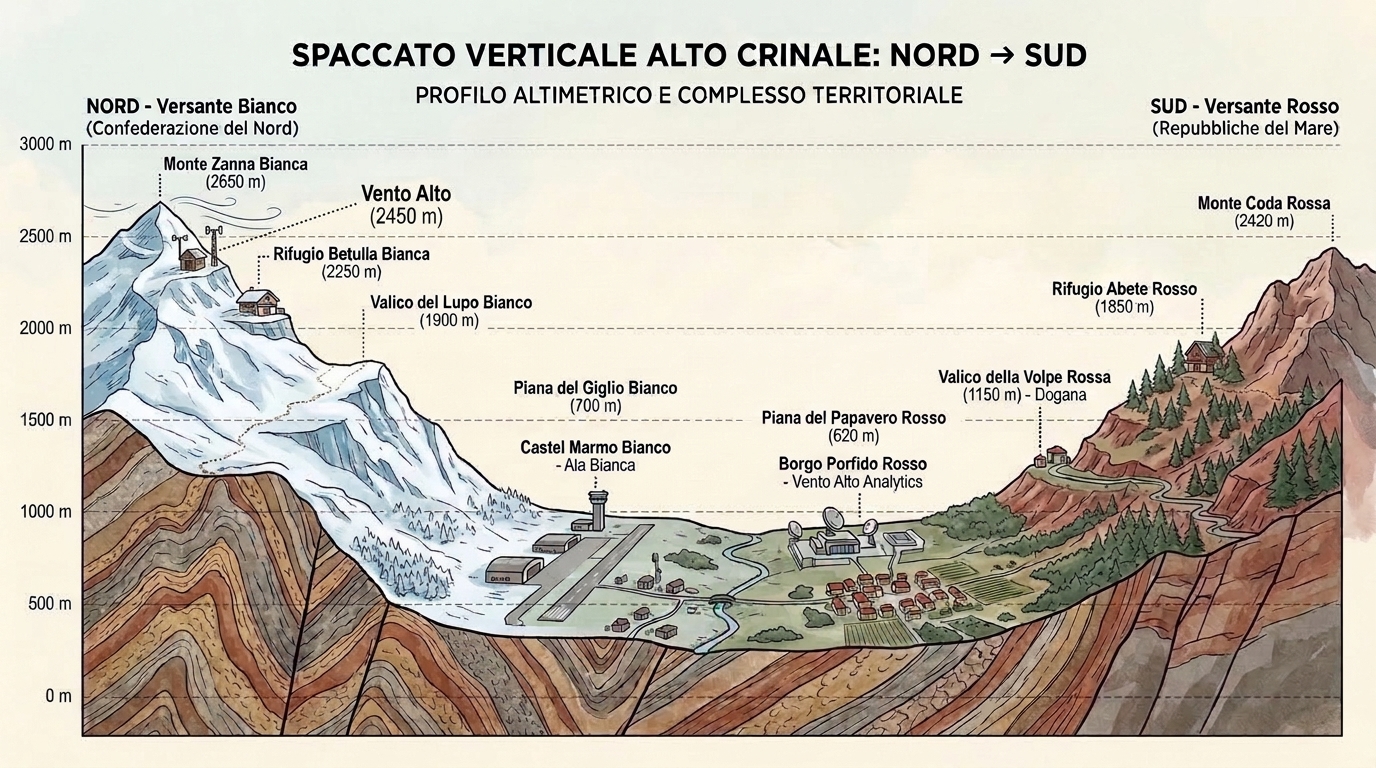 SPACCATO VERTICALE ALTO CRINALE: NORD → SUD
PROFILO ALTIMETRICO E COMPLESSO TERRITORIALE
NORD - Versante Bianco
(Confederazione del Nord)
SUD - Versante Rosso
(Repubbliche del Mare)
3000 m
2500 m
2000 m
1500 m
1000 m
500 m
0 m
Monte Zanna Bianca
(2650 m)
Vento Alto
(2450 m)
Rifugio Betulla Bianca
(2250 m)
Valico del Lupo Bianco
(1900 m)
Piana del Giglio Bianco
(700 m)
Castel Marmo Bianco
- Ala Bianca
Piana del Papavero Rosso
(620 m)
Borgo Porfido Rosso
- Vento Alto Analytics
Valico della Volpe Rossa
(1150 m) - Dogana
Rifugio Abete Rosso
(1850 m)
Monte Coda Rossa
(2420 m)